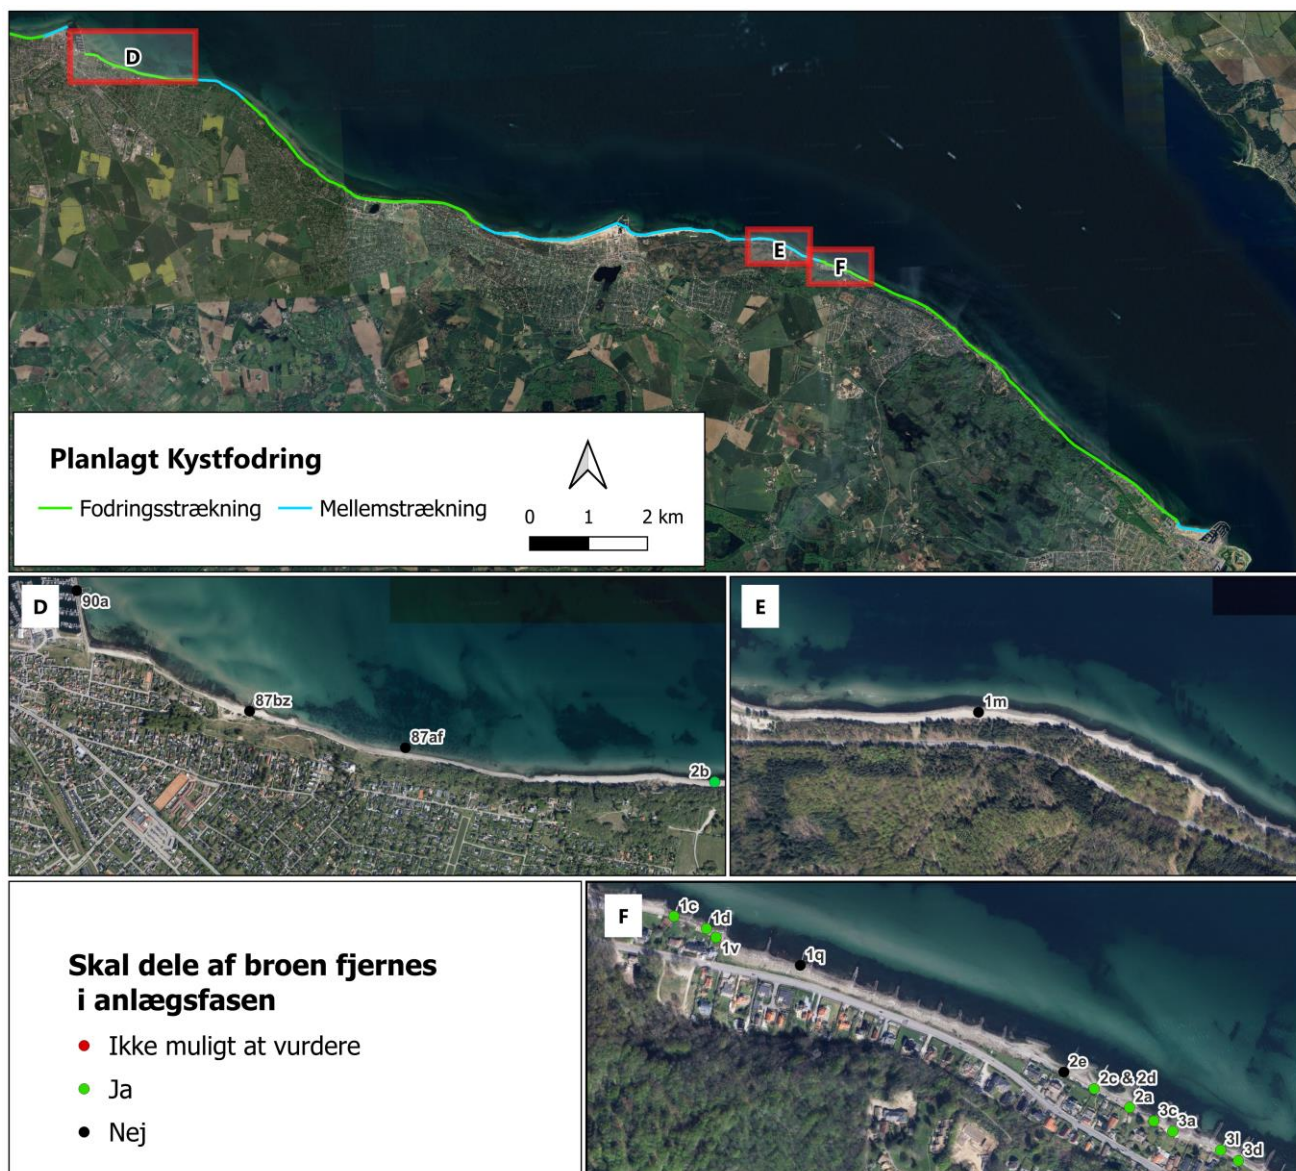 D
E
F
Planlagt Kystfodring
Fodringsstrækning
Mellemstrækning
0 1 2 km
D
90a
87bz
87af
2b
E
1m
Skal dele af broen fjernes
i anlægsfasen
Ikke muligt at vurdere
Ja
Nej
F
1c
1d
1v
1q
2e
2c & 2d
2a
3c
3a
3l
3d